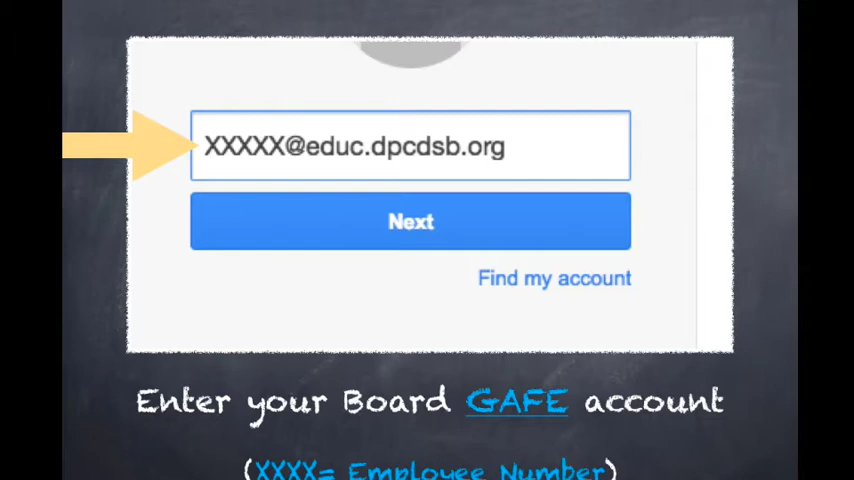 XXXXX@educ.dpcdsb.org
Next
Find my account
Enter your Board GAFE account
(XXXX= Employee Number)